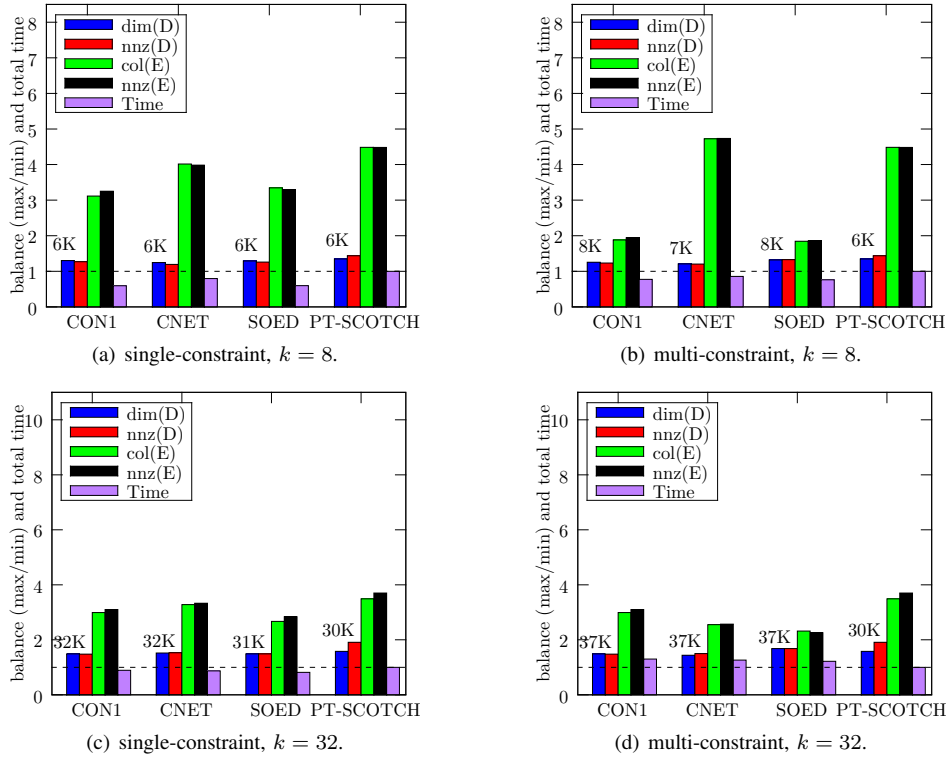 balance (max/min) and total time
8
7
6
5
4
3
2
1
0
dim(D)
nnz(D)
col(E)
nnz(E)
Time
6K
6K
6K
6K
CON1 CNET SOED PT-SCOTCH
(a) single-constraint, k = 8.
balance (max/min) and total time
8
7
6
5
4
3
2
1
0
dim(D)
nnz(D)
col(E)
nnz(E)
Time
8K
7K
8K
6K
CON1 CNET SOED PT-SCOTCH
(b) multi-constraint, k = 8.
balance (max/min) and total time
10
8
6
4
2
0
dim(D)
nnz(D)
col(E)
nnz(E)
Time
32K
32K
31K
30K
CON1 CNET SOED PT-SCOTCH
(c) single-constraint, k = 32.
balance (max/min) and total time
10
8
6
4
2
0
dim(D)
nnz(D)
col(E)
nnz(E)
Time
37K
37K
37K
30K
CON1 CNET SOED PT-SCOTCH
(d) multi-constraint, k = 32.